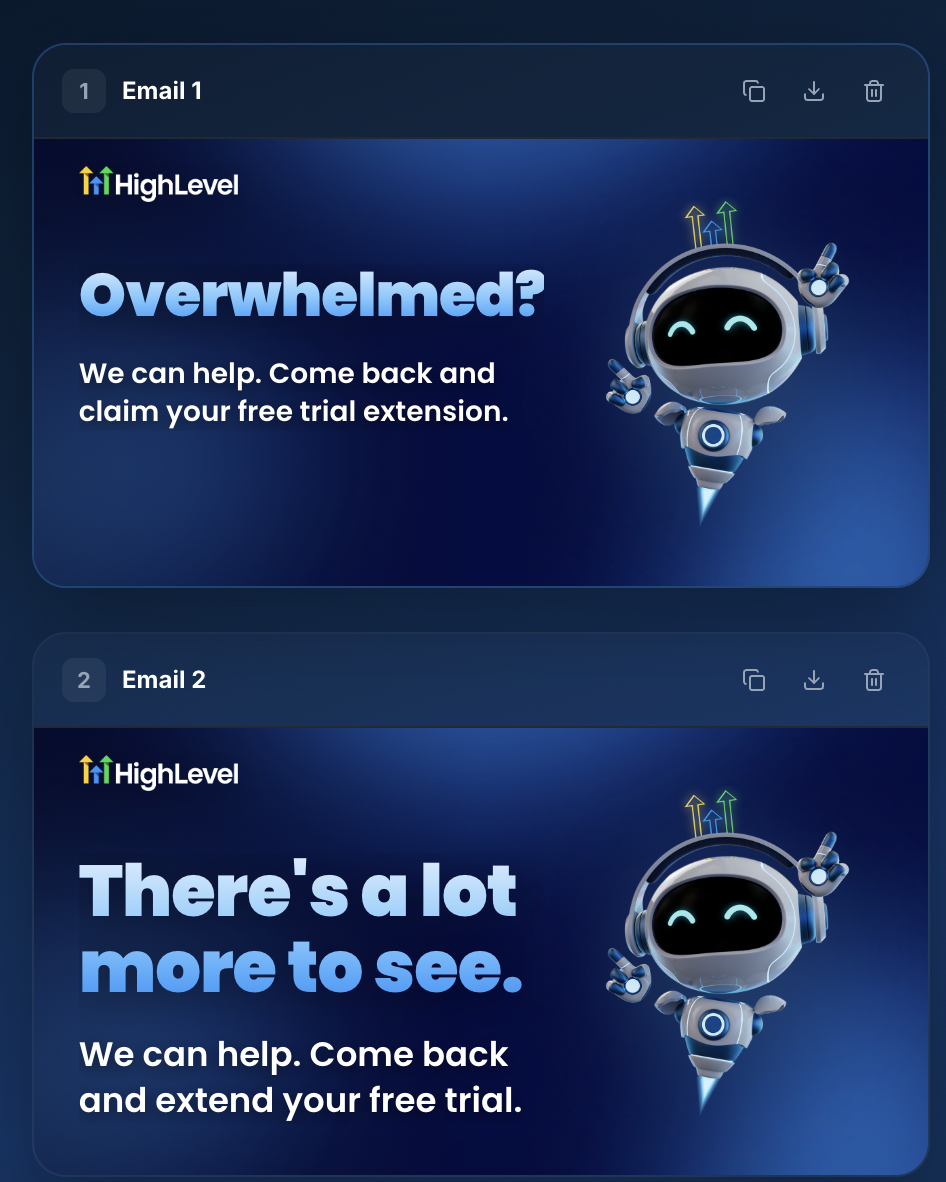 1
Email 1
HighLevel
Overwhelmed?
We can help. Come back and
claim your free trial extension.
2
Email 2
HighLevel
There's a lot
more to see.
We can help. Come back
and extend your free trial.